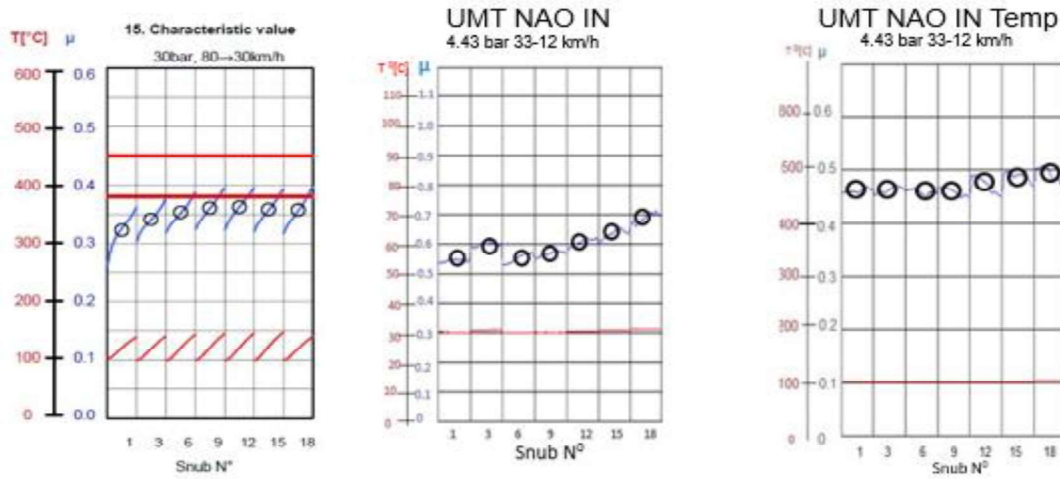 15. Characteristic value
30bar, 80→30km/h
T[°C] μ
600 0.6
500 0.5
400 0.4
300 0.3
200 0.2
100 0.1
0 0.0
1 3 6 9 12 15 18
Snub N°
UMT NAO IN
4.43 bar 33-12 km/h
T º[C] μ
110 1.1
100 1.0
90 0.9
80 0.8
70 0.7
60 0.6
50 0.5
40 0.4
30 0.3
20 0.2
10 0.1
0 0
1 3 6 9 12 15 18
Snub Nº
UMT NAO IN Temp
4.43 bar 33-12 km/h
T º[C] μ
0.6
500 0.5
400 0.4
300 0.3
200 0.2
100 0.1
0 0
1 3 6 9 12 15 18
Snub Nº